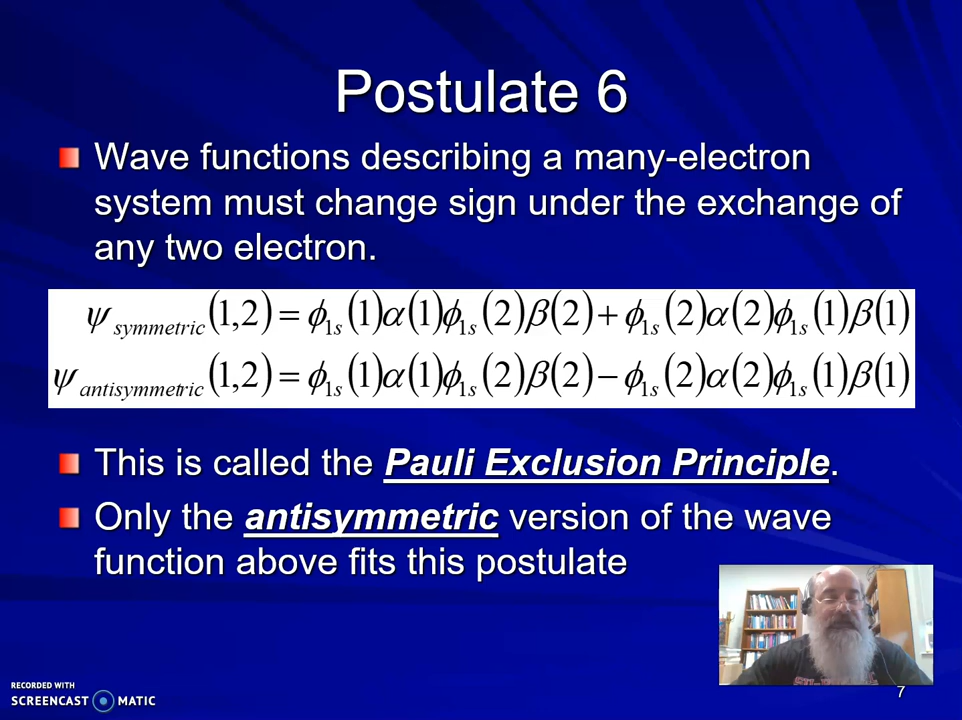 Postulate 6
Wave functions describing a many-electron
system must change sign under the exchange of
any two electron.
ψ symmetric (1,2) = ϕ1s (1)α(1)ϕ1s (2)β(2) + ϕ1s (2)α(2)ϕ1s (1)β(1)
ψ antisymmetric (1,2) = ϕ1s (1)α(1)ϕ1s (2)β(2) − ϕ1s (2)α(2)ϕ1s (1)β(1)
This is called the Pauli Exclusion Principle.
Only the antisymmetric version of the wave
function above fits this postulate
RECORDED WITH
SCREENCAST MATIC
7